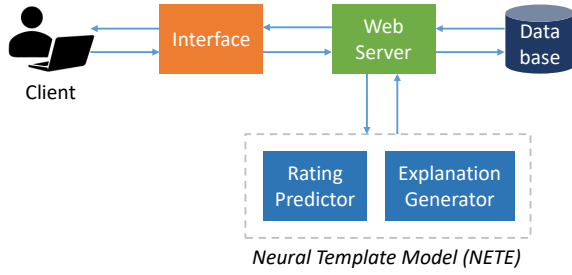 Client
Interface
Web
Server
Data
base
Rating
Predictor
Explanation
Generator
Neural Template Model (NETE)